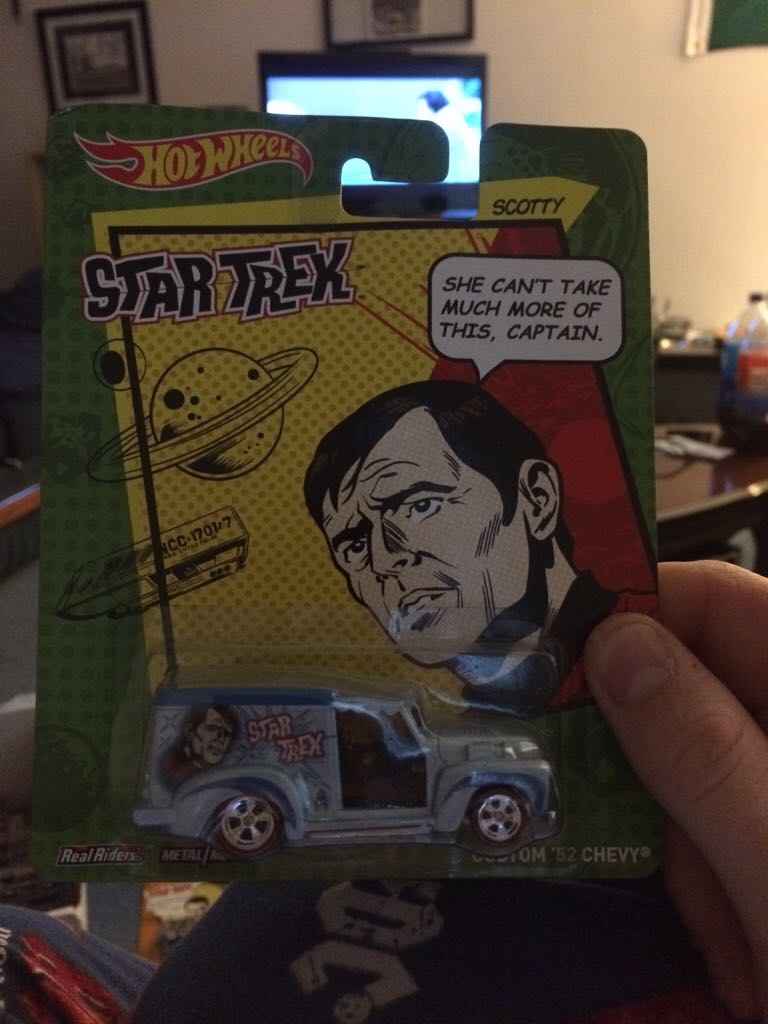 HOT WHEELS
SCOTTY
STAR TREK
SHE CAN'T TAKE
MUCH MORE OF
THIS, CAPTAIN.
NCC-1701/7
STAR
TREK
Real Riders
METAL/M
CUSTOM '52 CHEVY®